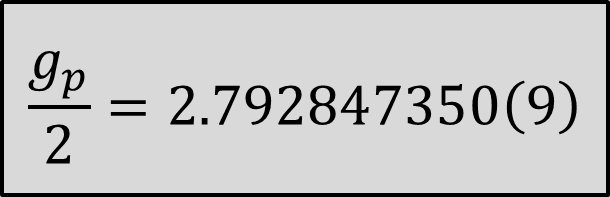 g_p/2 = 2.792847350(9)